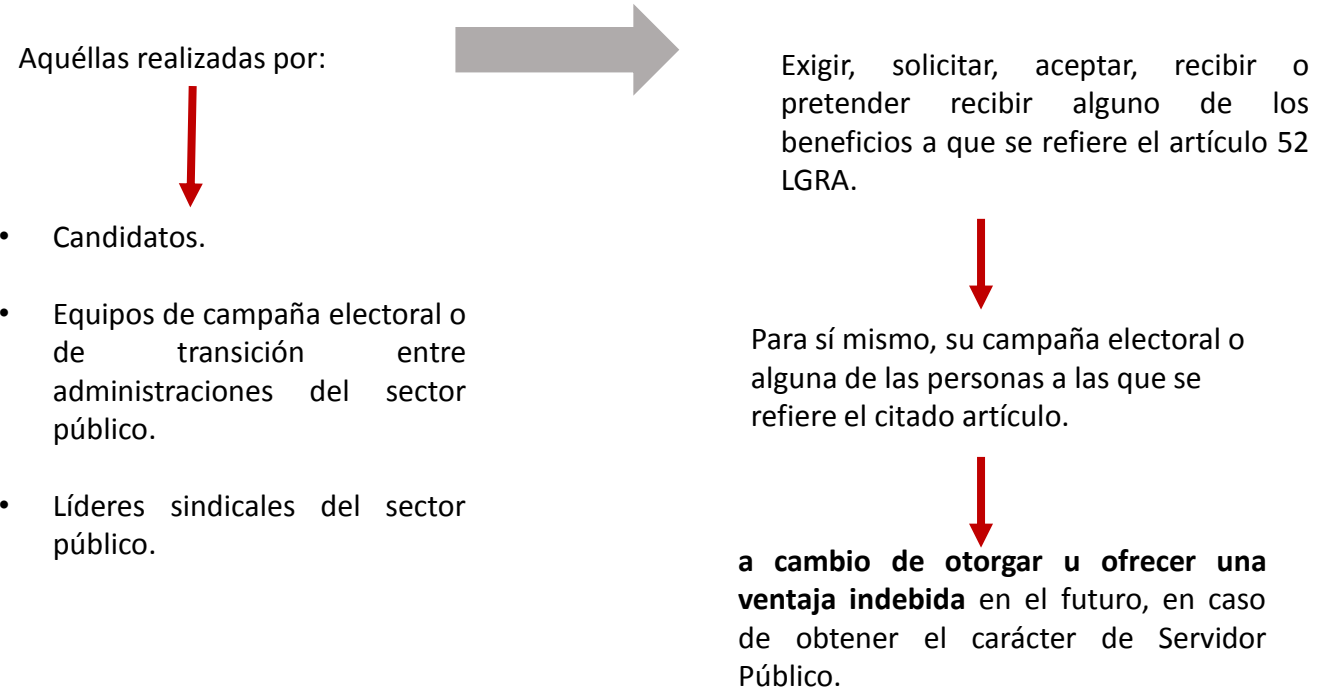 Aquéllas realizadas por:
• Candidatos.
• Equipos de campaña electoral o
de transición entre
administraciones del sector
público.
• Líderes sindicales del sector
público.
Exigir, solicitar, aceptar, recibir o
pretender recibir alguno de los
beneficios a que se refiere el artículo 52
LGRA.
Para sí mismo, su campaña electoral o
alguna de las personas a las que se
refiere el citado artículo.
a cambio de otorgar u ofrecer una
ventaja indebida en el futuro, en caso
de obtener el carácter de Servidor
Público.